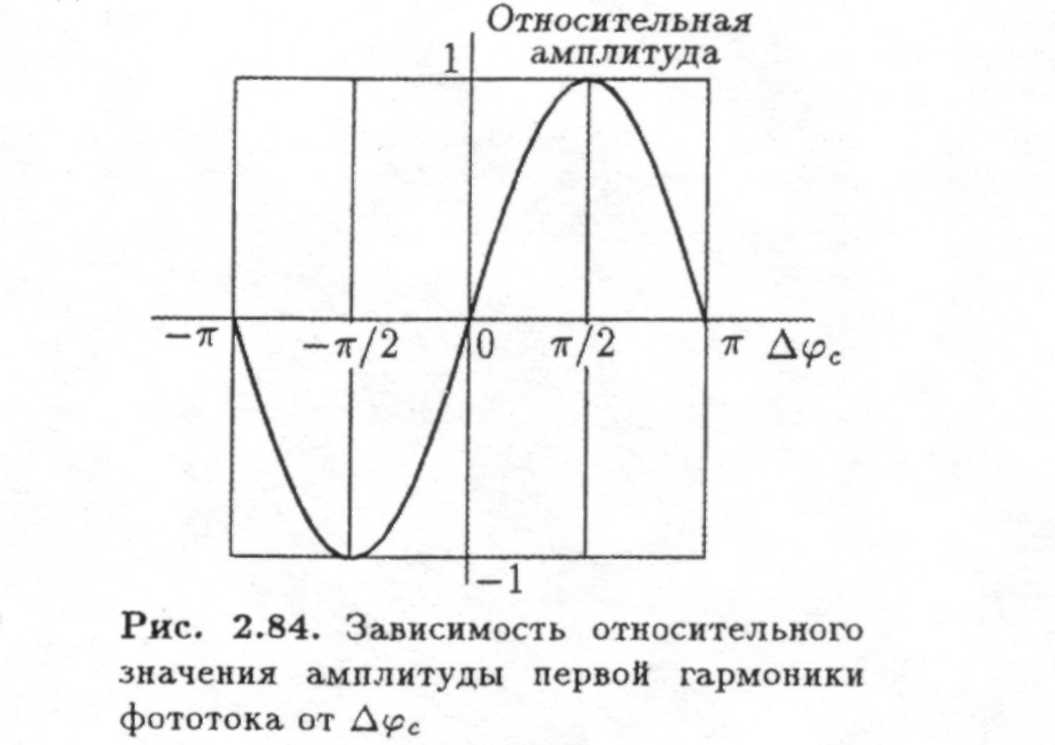 Относительная
амплитуда
1
−π
−π/2
0
π/2
π
Δφc
−1
Рис. 2.84. Зависимость относительного
значения амплитуды первой гармоники
фототока от Δφc